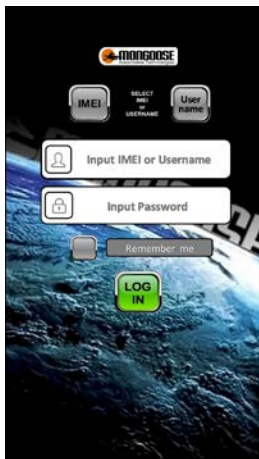 MONGOOSE
IMEI
SELECT
IMEI
or
USERNAME
User
name
Input IMEI or Username
Input Password
Remember me
LOG
IN